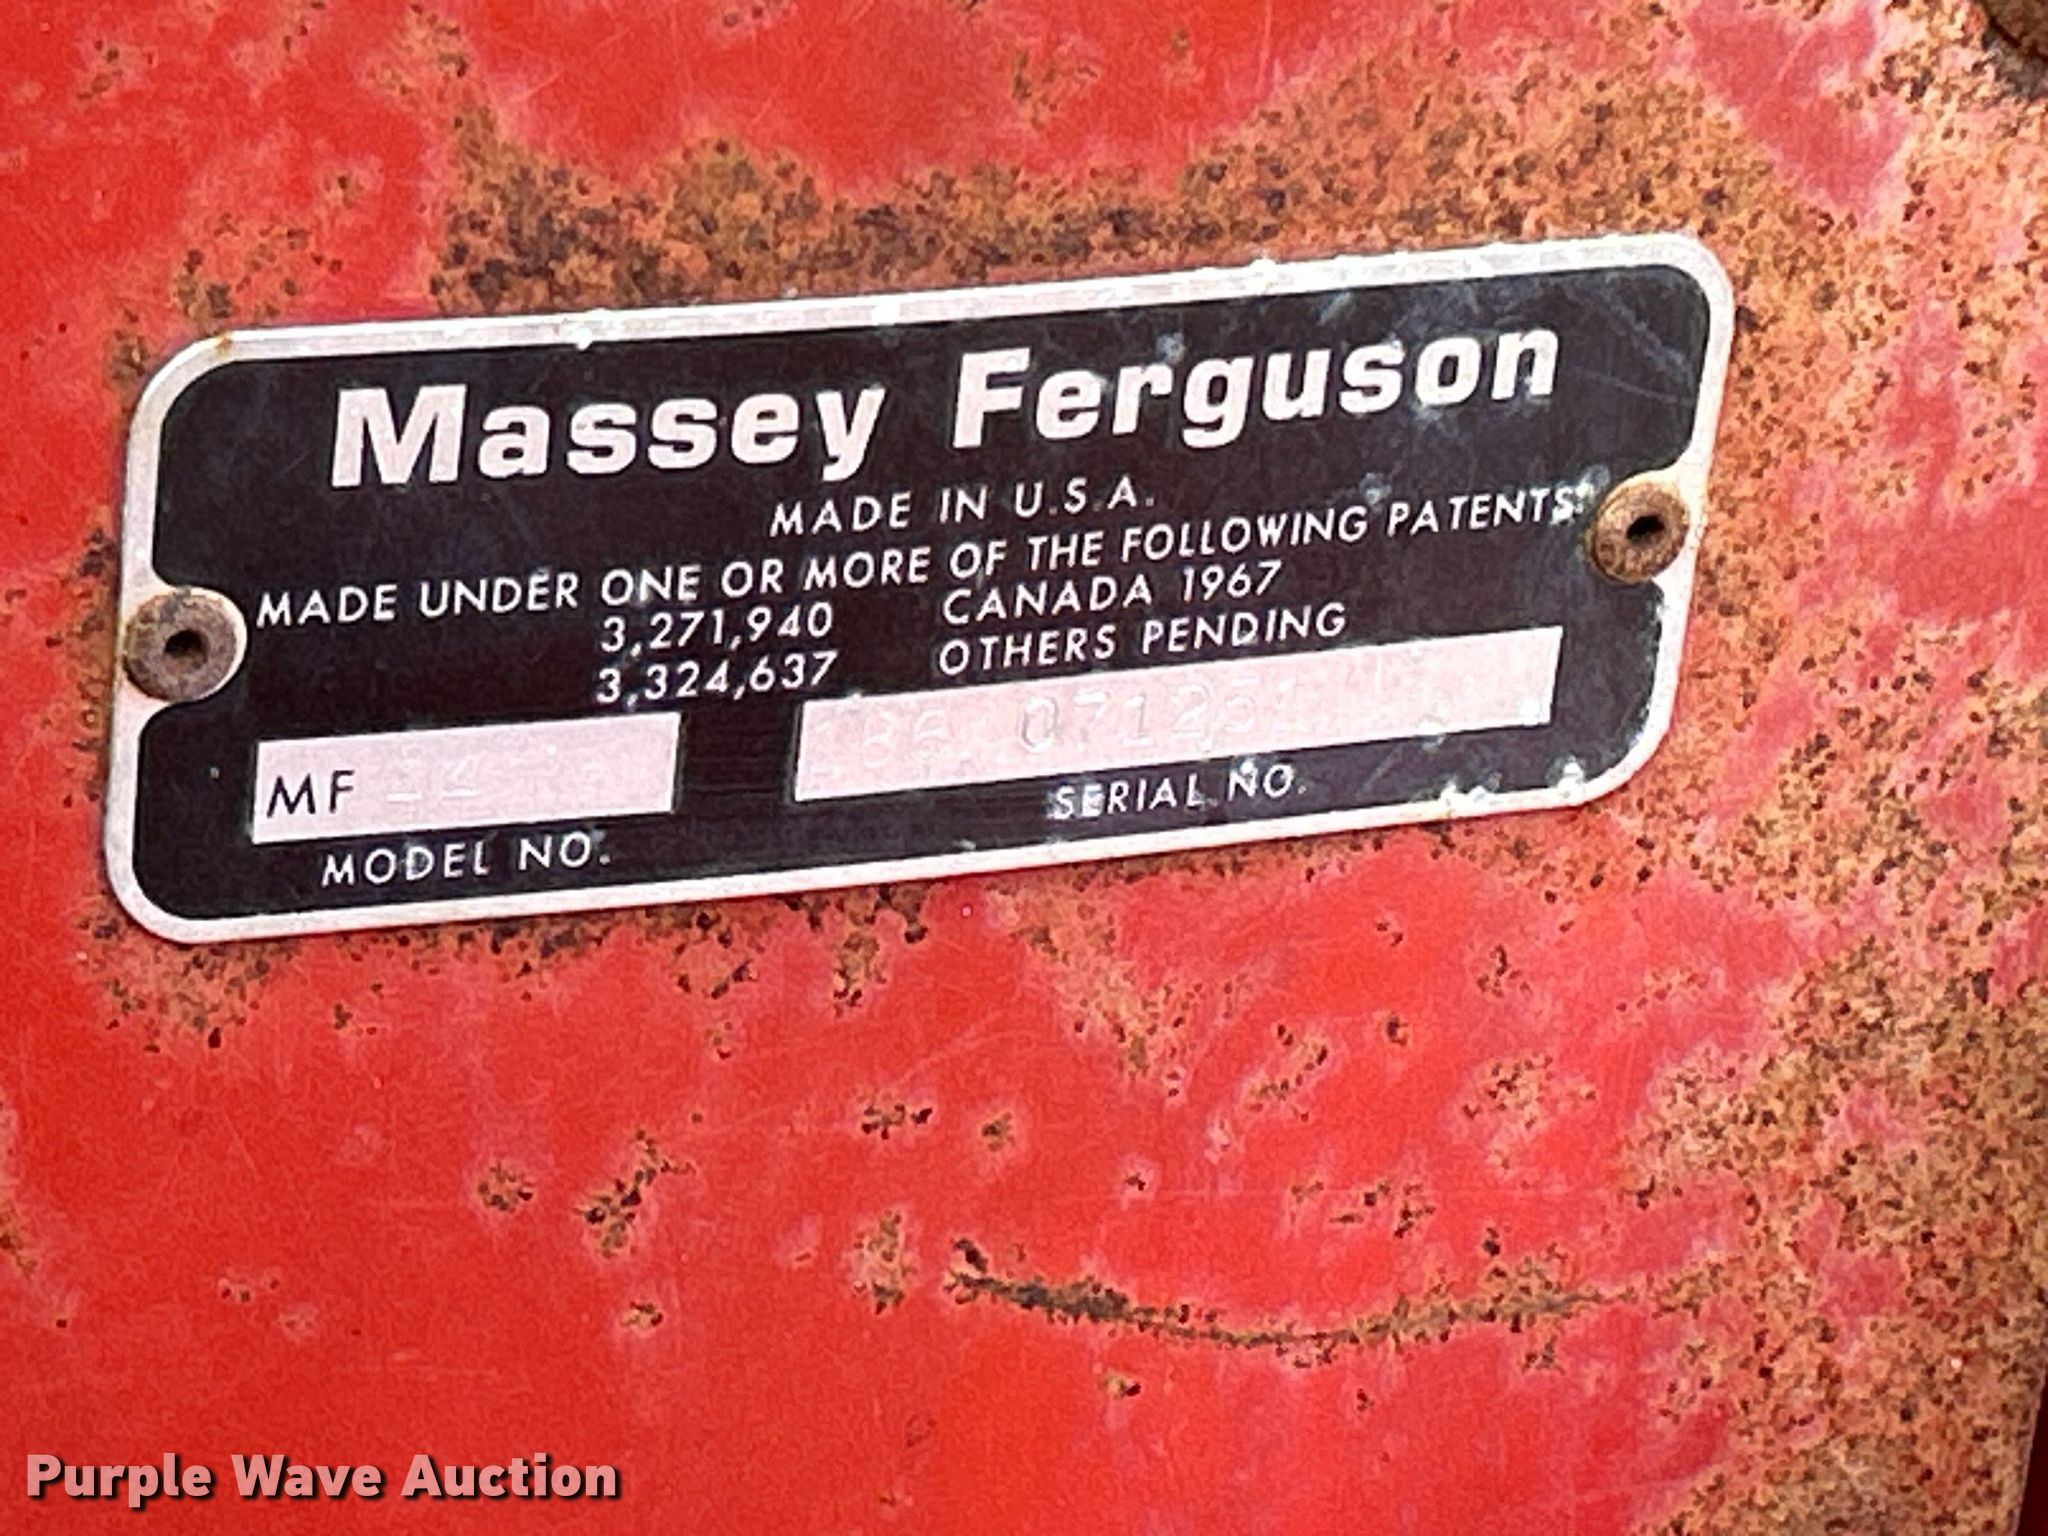 Massey Ferguson
MADE IN U.S.A.
MADE UNDER ONE OR MORE OF THE FOLLOWING PATENTS:
3,271,940 CANADA 1967
3,324,637 OTHERS PENDING
MF
MODEL NO.
SERIAL NO.
Purple Wave Auction